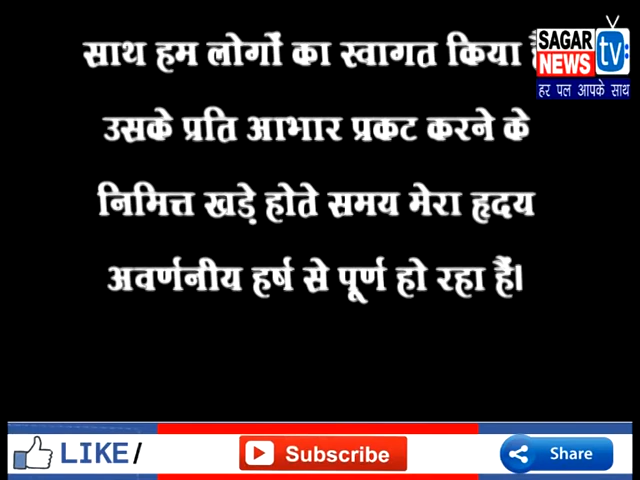 साथ हम लोगों का स्वागत किया
उसके प्रति आभार प्रकट करने के
निमित्त खड़े होते समय मेरा हृदय
अवर्णनीय हर्ष से पूर्ण हो रहा हैं।
SAGAR
NEWS
tv
हर पल आपके साथ
LIKE/
Subscribe
Share